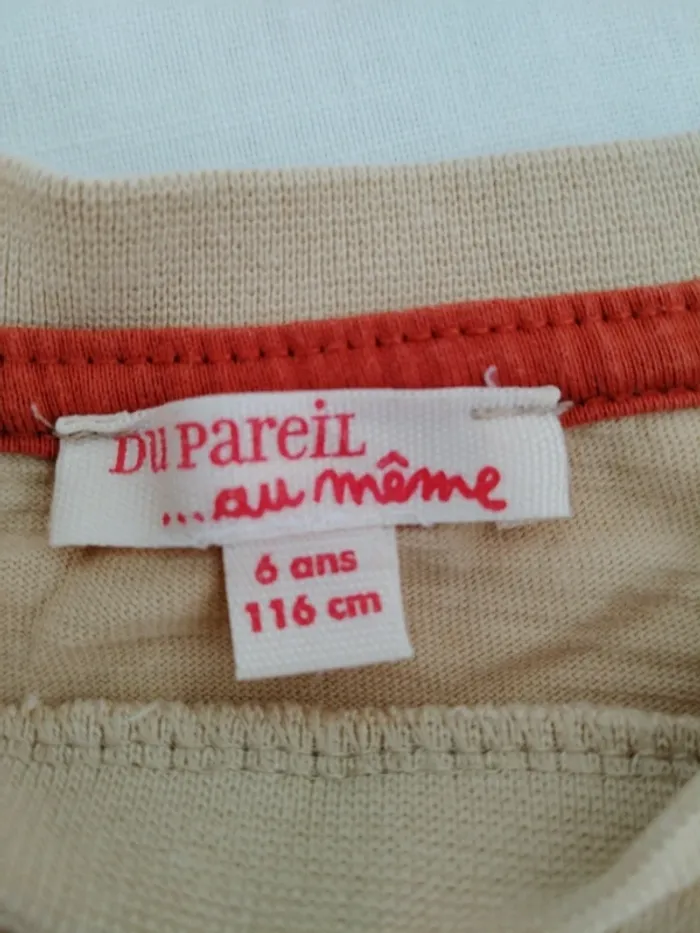 Du Pareil
...au même
6 ans
116 cm